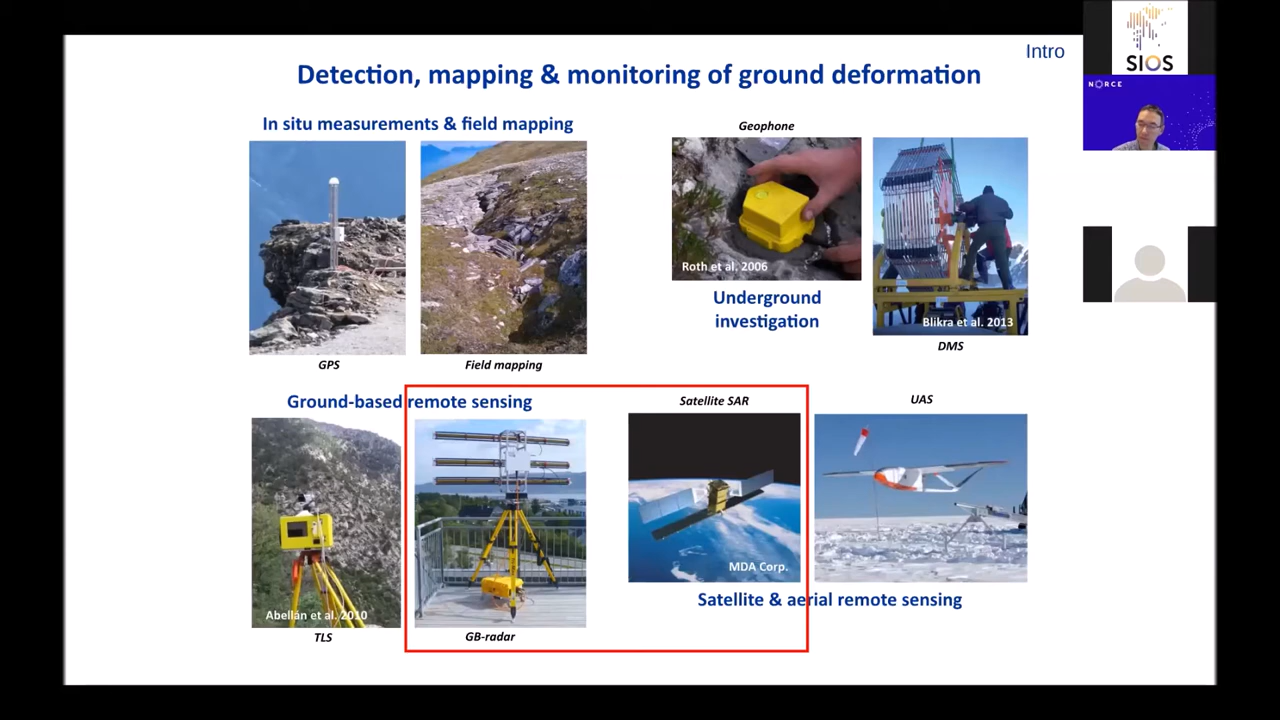 Intro
SIOS
Detection, mapping & monitoring of ground deformation
NORCE
In situ measurements & field mapping
Geophone
Roth et al. 2006
Underground
investigation
Blikra et al. 2013
DMS
GPS
Field mapping
Ground-based remote sensing
Satellite SAR
UAS
MDA Corp.
Abellán et al. 2010
Satellite & aerial remote sensing
TLS
GB-radar